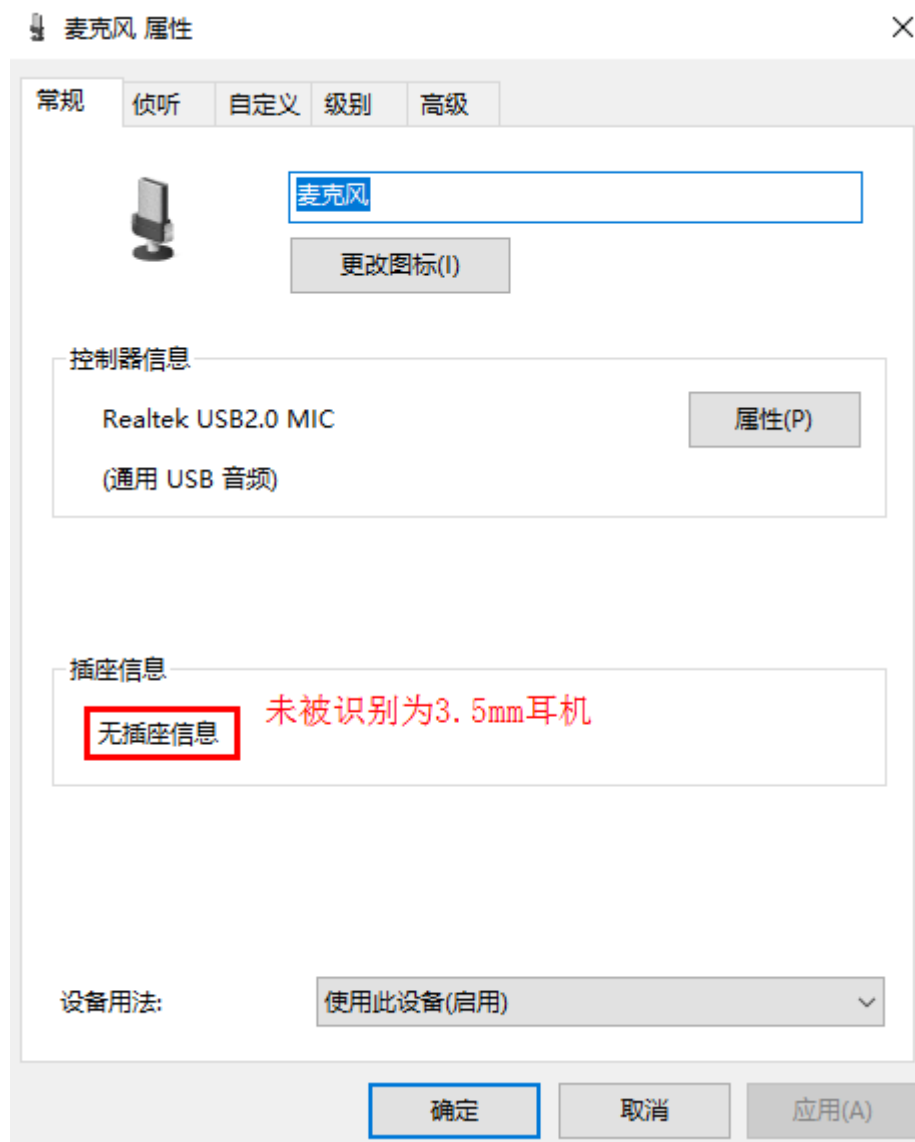 麦克风 属性
常规 侦听 自定义 级别 高级
麦克风
更改图标(I)
控制器信息
Realtek USB2.0 MIC
属性(P)
(通用 USB 音频)
插座信息
未被识别为3.5mm耳机
无插座信息
设备用法:
使用此设备(启用)
确定 取消 应用(A)